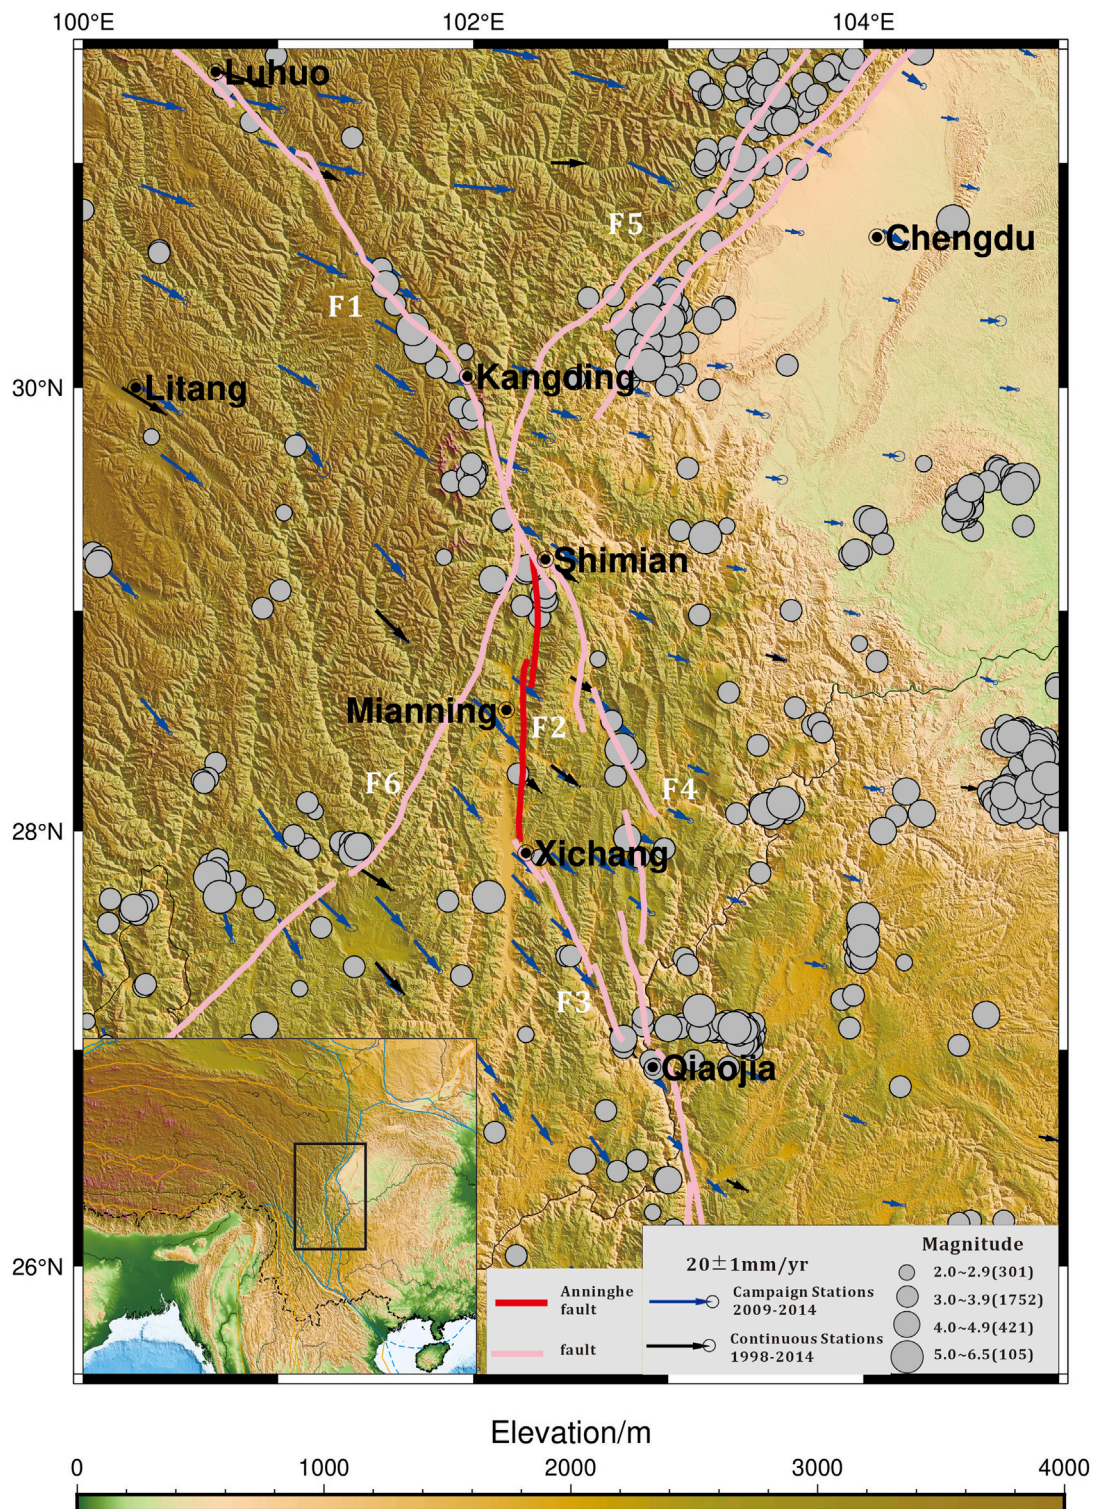 100°E
102°E
104°E
Luhuo
F5
Chengdu
F1
30°N
Litang
Kangding
Shimian
Mianning
F2
F6
F4
28°N
Xichang
F3
Qiaojia
26°N
Anninghe
fault
fault
20±1mm/yr
Campaign Stations
2009-2014
Continuous Stations
1998-2014
Magnitude
2.0~2.9(301)
3.0~3.9(1752)
4.0~4.9(421)
5.0~6.5(105)
Elevation/m
0
1000
2000
3000
4000